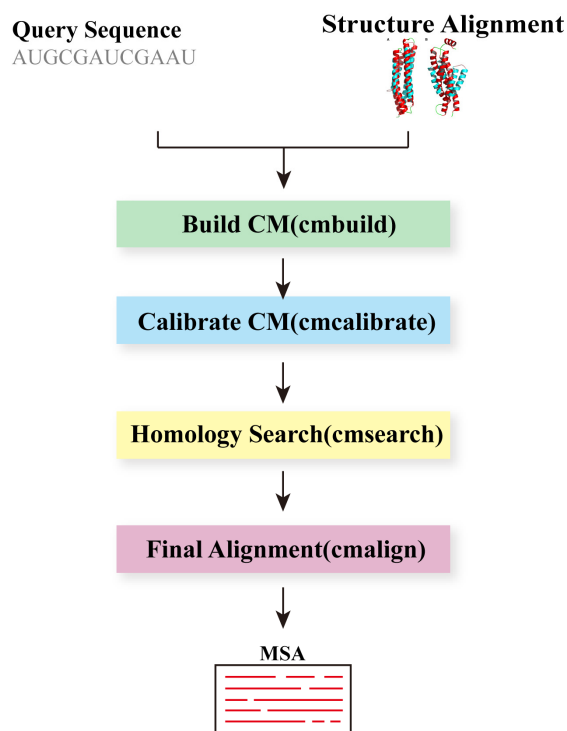 Query Sequence
Structure Alignment
AUGCGAUCGAAU
A
B
Build CM(cmbuild)
Calibrate CM(cmcalibrate)
Homology Search(cmsearch)
Final Alignment(cmalign)
MSA